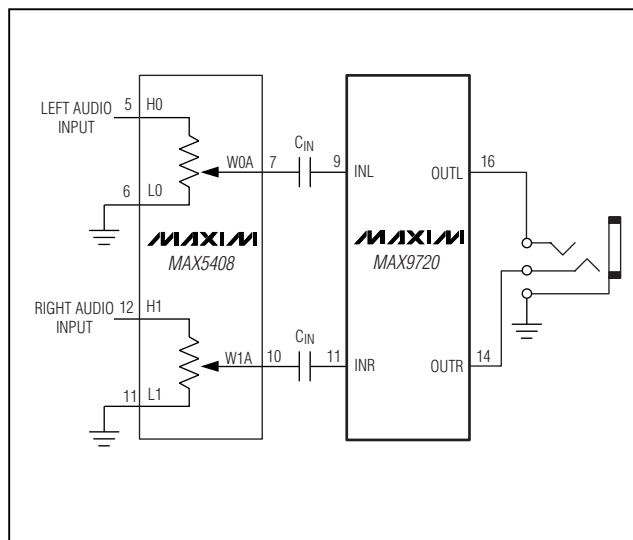 LEFT AUDIO
INPUT
5
H0
6
L0
W0A
7
CIN
9
INL
OUTL
16
MAXIM
MAX5408
MAXIM
MAX9720
RIGHT AUDIO
INPUT
12
H1
11
L1
W1A
10
CIN
11
INR
OUTR
14